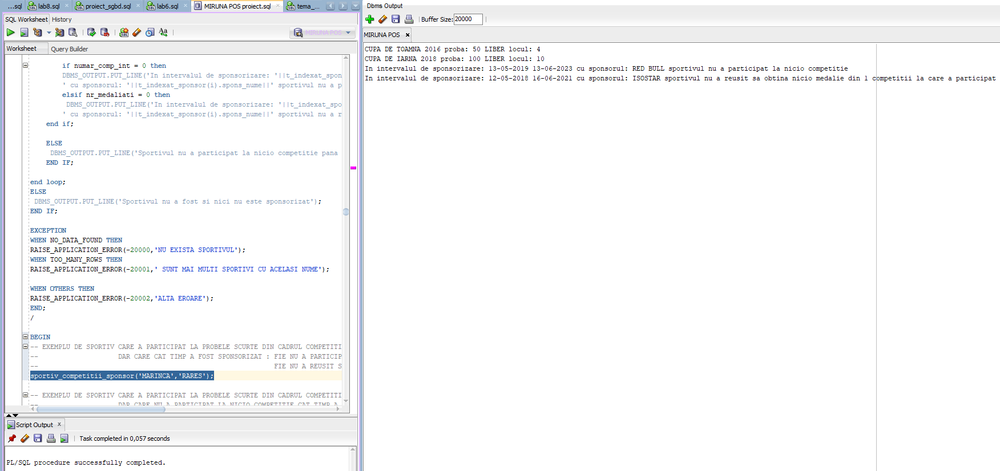 ...sql lab8.sql proiect_sgbd.sql lab6.sql MIRUNA POS proiect.sql tema_...
SQL Worksheet History
MIRUNA POS
Worksheet Query Builder
if numar_comp_int = 0 then
DBMS_OUTPUT.PUT_LINE('In intervalul de sponsorizare: '||t_indexat_spon
' cu sponsorul: '||t_indexat_sponsor(i).spons_nume||' sportivul nu a p
elsif nr_medaliati = 0 then
DBMS_OUTPUT.PUT_LINE('In intervalul de sponsorizare: '||t_indexat_spo
' cu sponsorul: '||t_indexat_sponsor(i).spons_nume||' sportivul nu a r
end if;
ELSE
DBMS_OUTPUT.PUT_LINE('Sportivul nu a participat la nicio competitie pana
END IF;
end loop;
ELSE
DBMS_OUTPUT.PUT_LINE('Sportivul nu a fost si nici nu este sponsorizat');
END IF;
EXCEPTION
WHEN NO_DATA_FOUND THEN
RAISE_APPLICATION_ERROR(-20000,'NU EXISTA SPORTIVUL');
WHEN TOO_MANY_ROWS THEN
RAISE_APPLICATION_ERROR(-20001,' SUNT MAI MULTI SPORTIVI CU ACELASI NUME');
WHEN OTHERS THEN
RAISE_APPLICATION_ERROR(-20002,'ALTA EROARE');
END;
/
BEGIN
-- EXEMPLU DE SPORTIV CARE A PARTICIPAT LA PROBELE SCURTE DIN CADRUL COMPETITI
-- DAR CARE CAT TIMP A FOST SPONSORIZAT : FIE NU A PARTICIP
-- FIE NU A REUSIT S
sportiv_competitii_sponsor('MARINCA','RARES');
-- EXEMPLU DE SPORTIV CARE A PARTICIPAT LA PROBELE SCURTE DIN CADRUL COMPETITI
-- DAR CARE NU A PARTICIPAT LA NICIO COMPETITIE CAT TIMP A
Script Output
Task completed in 0,057 seconds
PL/SQL procedure successfully completed.
Dbms Output
Buffer Size: 20000
MIRUNA POS
CUPA DE TOAMNA 2016 proba: 50 LIBER locul: 4
CUPA DE IARNA 2018 proba: 100 LIBER locul: 10
In intervalul de sponsorizare: 13-05-2019 13-06-2023 cu sponsorul: RED BULL sportivul nu a participat la nicio competitie
In intervalul de sponsorizare: 12-05-2018 16-06-2021 cu sponsorul: ISOSTAR sportivul nu a reusit sa obtina nicio medalie din 1 competitii la care a participat